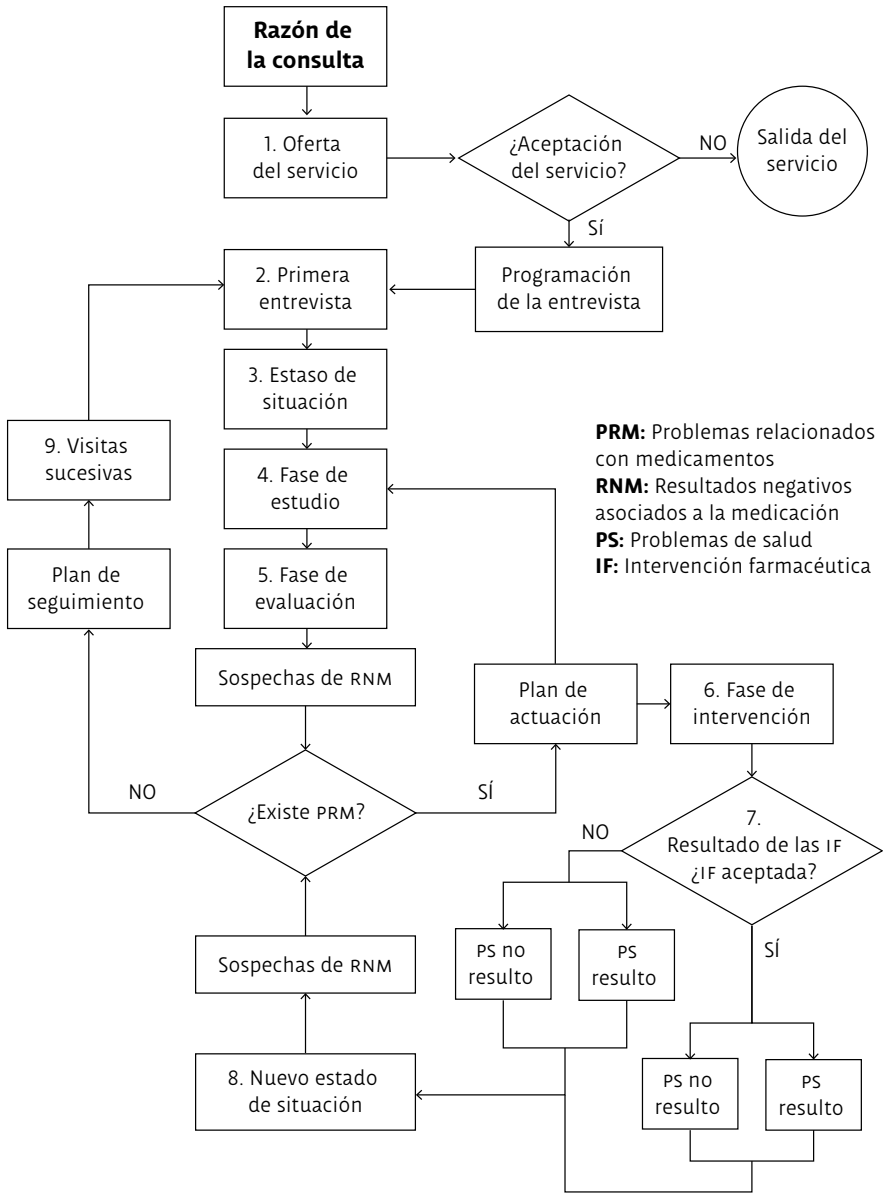 Razón de
la consulta
1. Oferta
del servicio
¿Aceptación
del servicio?
NO
Salida del
servicio
SÍ
2. Primera
entrevista
Programación
de la entrevista
3. Estaso de
situación
9. Visitas
sucesivas
4. Fase de
estudio
PRM: Problemas relacionados
con medicamentos
RNM: Resultados negativos
asociados a la medicación
PS: Problemas de salud
IF: Intervención farmacéutica
Plan de
seguimiento
5. Fase de
evaluación
Sospechas de RNM
Plan de
actuación
6. Fase de
intervención
NO
¿Existe PRM?
SÍ
7.
Resultado de las IF
¿IF aceptada?
NO
PS no
resulto
PS
resulto
SÍ
Sospechas de RNM
8. Nuevo estado
de situación
PS no
resulto
PS
resulto